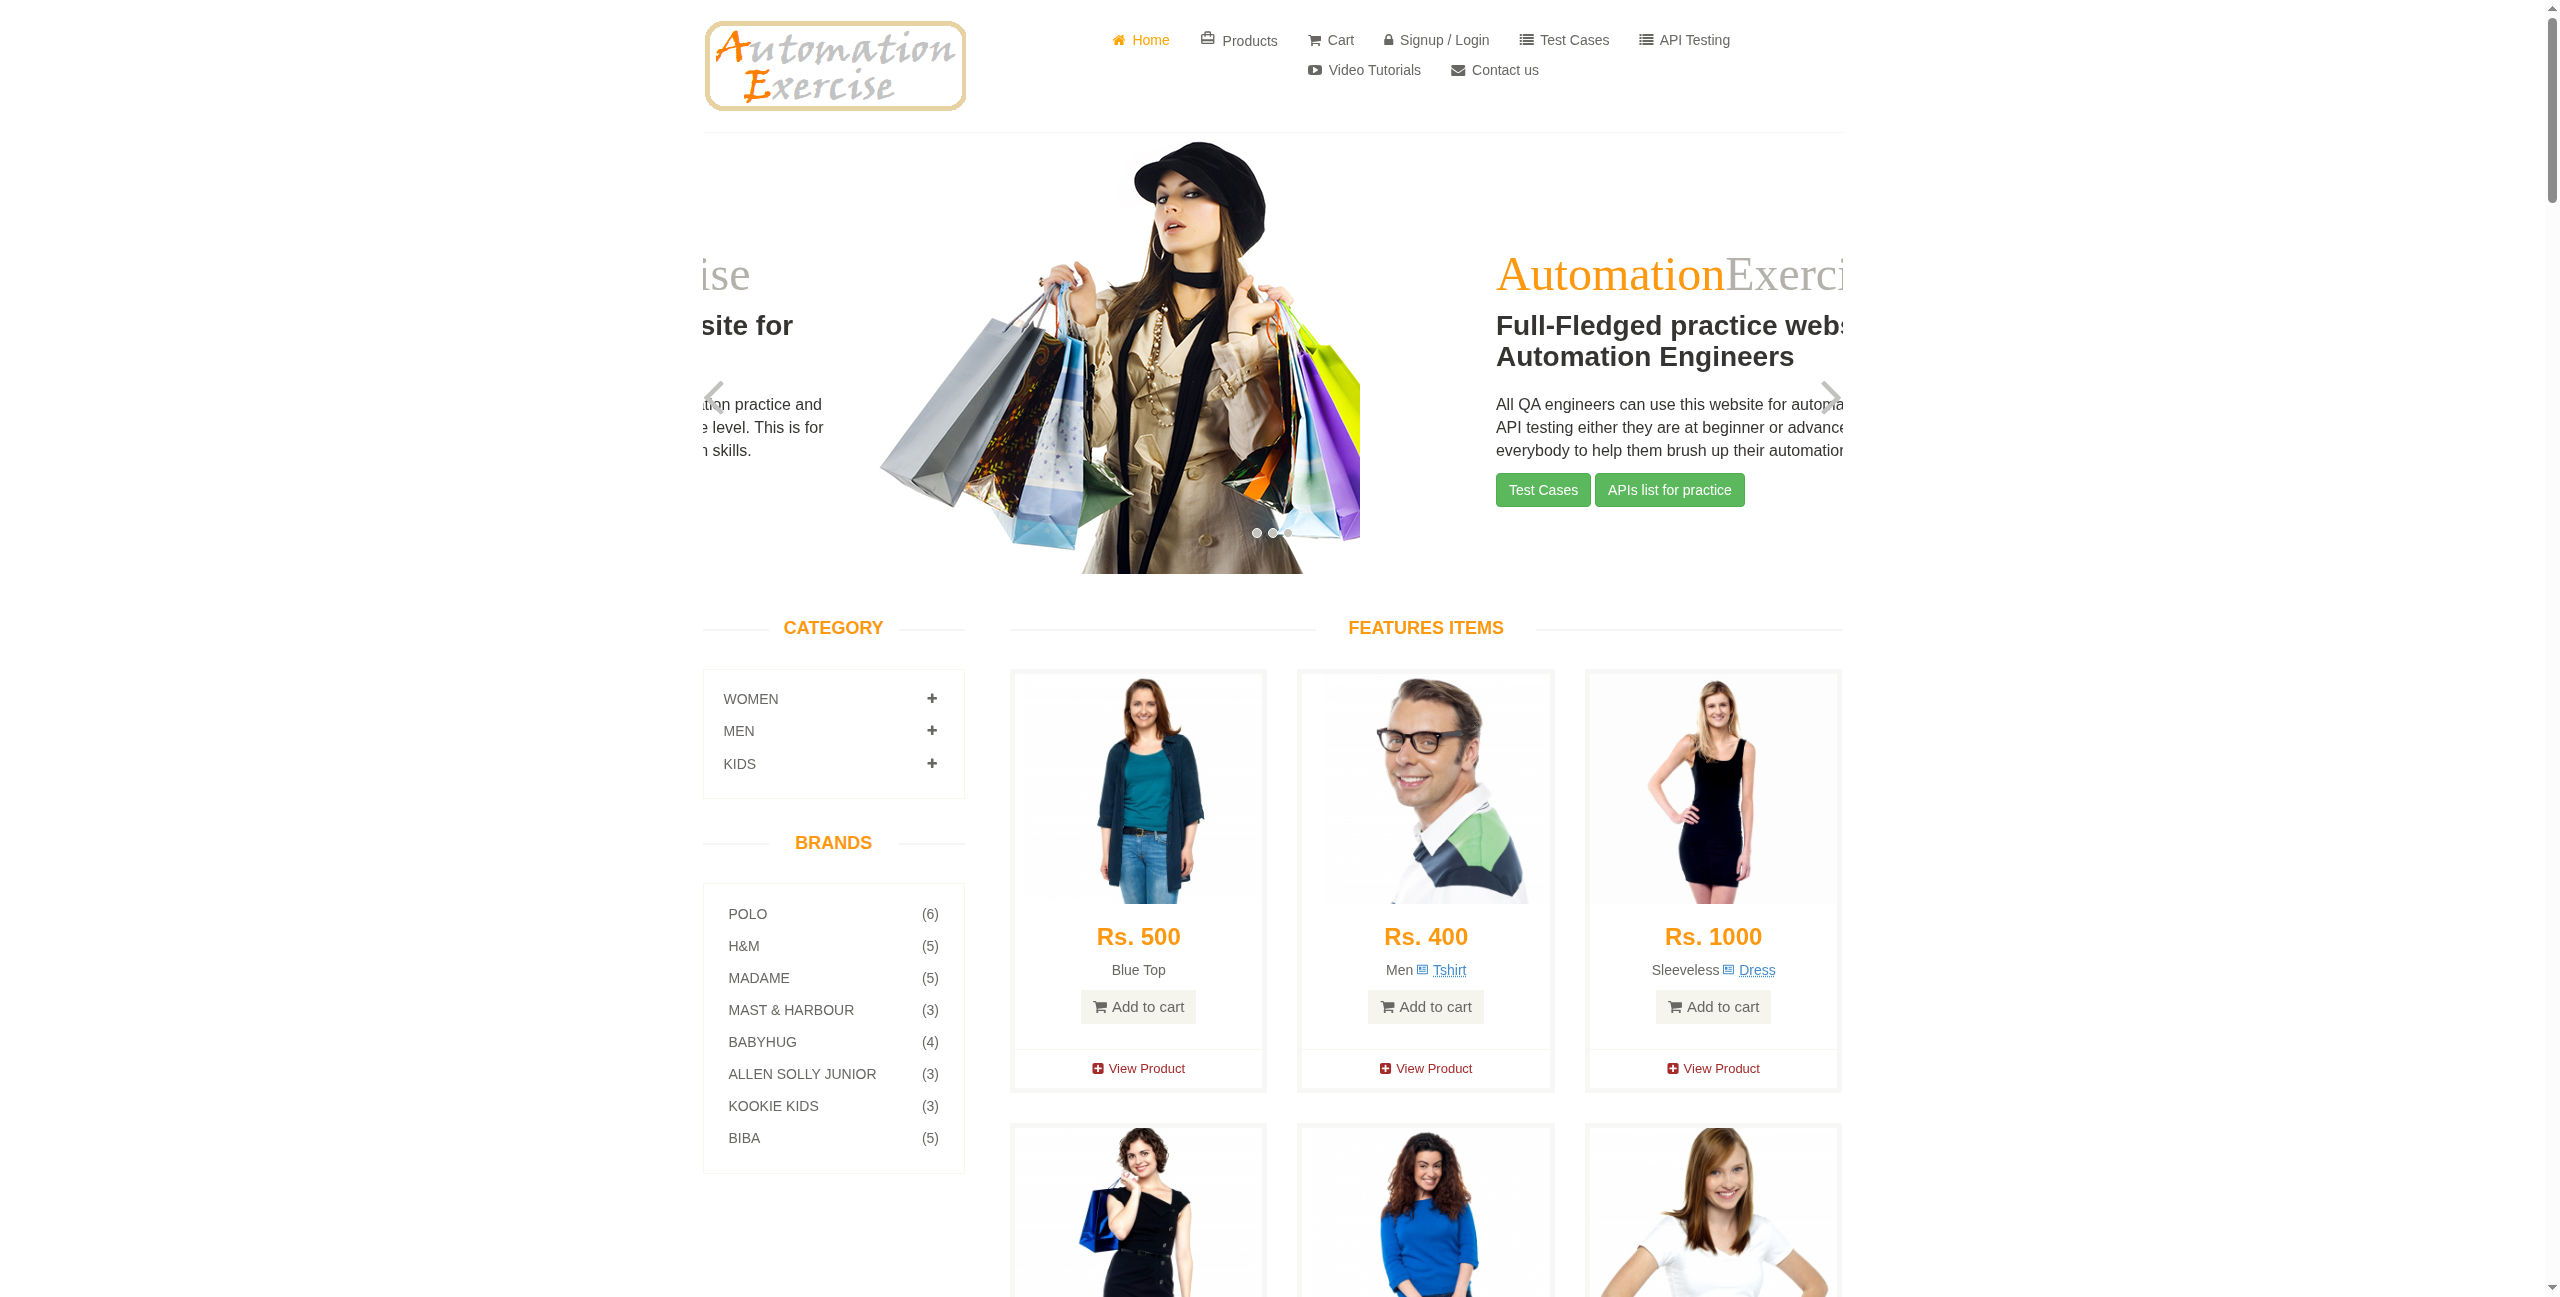 Automation
Exercise
Home
Products
Cart
Signup / Login
Test Cases
API Testing
Video Tutorials
Contact us
ise
site for
practice and
level. This is for
skills.
AutomationExerci
Full-Fledged practice webs
Automation Engineers
All QA engineers can use this website for automa
API testing either they are at beginner or advance
everybody to help them brush up their automation
Test Cases
APIs list for practice
CATEGORY
WOMEN
MEN
KIDS
BRANDS
POLO (6)
H&M (5)
MADAME (5)
MAST & HARBOUR (3)
BABYHUG (4)
ALLEN SOLLY JUNIOR (3)
KOOKIE KIDS (3)
BIBA (5)
FEATURES ITEMS
Rs. 500
Blue Top
Add to cart
View Product
Rs. 400
Men Tshirt
Add to cart
View Product
Rs. 1000
Sleeveless Dress
Add to cart
View Product